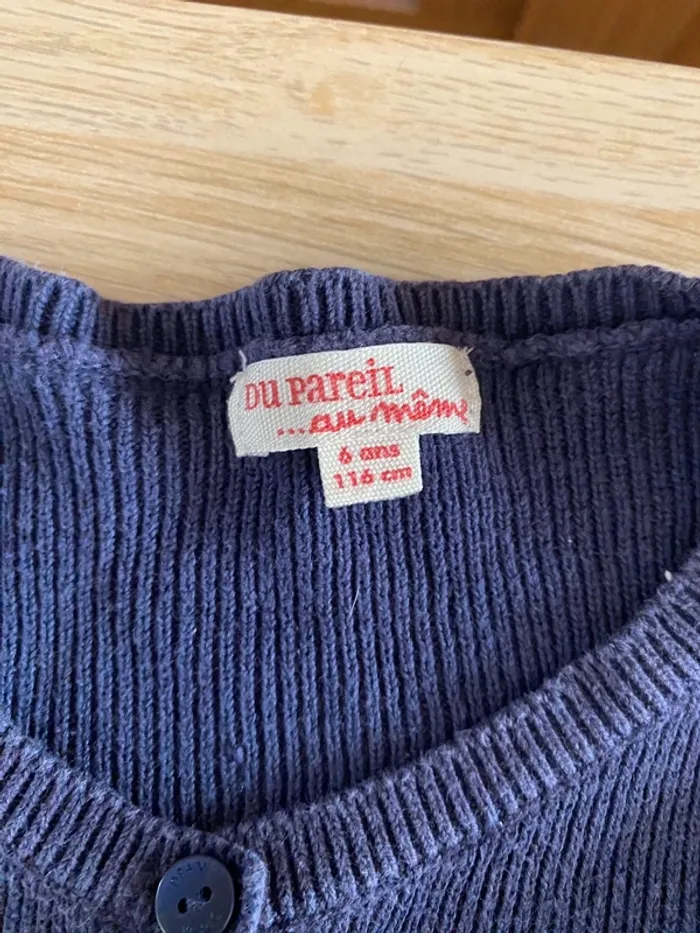 DU PAREIL
...au même
6 ans
116 cm